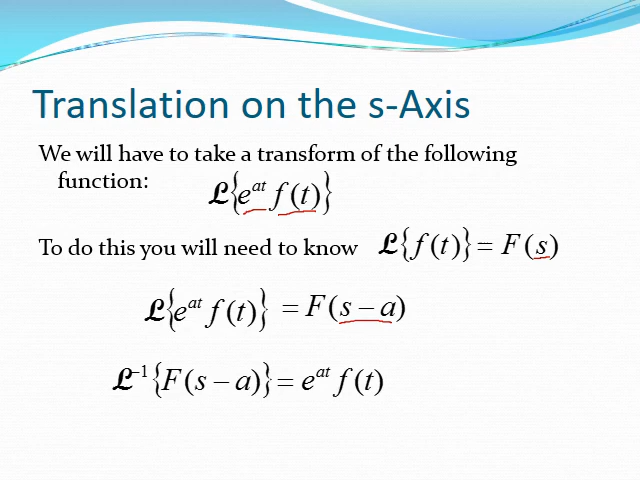 Translation on the s-Axis
We will have to take a transform of the following
function:
ℒ{e^{at} f(t)}
To do this you will need to know ℒ{f(t)} = F(s)
ℒ{e^{at} f(t)} = F(s − a)
ℒ^{−1}{F(s − a)} = e^{at} f(t)